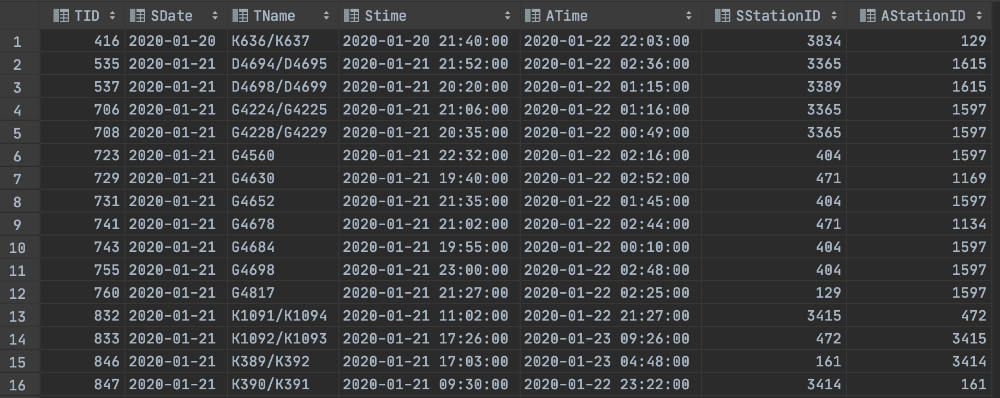 TID SDate TName Stime ATime SStationID AStationID
1 416 2020-01-20 K636/K637 2020-01-20 21:40:00 2020-01-22 22:03:00 3834 129
2 535 2020-01-21 D4694/D4695 2020-01-21 21:52:00 2020-01-22 02:36:00 3365 1615
3 537 2020-01-21 D4698/D4699 2020-01-21 20:20:00 2020-01-22 01:15:00 3389 1615
4 706 2020-01-21 G4224/G4225 2020-01-21 21:06:00 2020-01-22 01:16:00 3365 1597
5 708 2020-01-21 G4228/G4229 2020-01-21 20:35:00 2020-01-22 00:49:00 3365 1597
6 723 2020-01-21 G4560 2020-01-21 22:32:00 2020-01-22 02:16:00 404 1597
7 729 2020-01-21 G4630 2020-01-21 19:40:00 2020-01-22 02:52:00 471 1169
8 731 2020-01-21 G4652 2020-01-21 21:35:00 2020-01-22 01:45:00 404 1597
9 741 2020-01-21 G4678 2020-01-21 21:02:00 2020-01-22 02:44:00 471 1134
10 743 2020-01-21 G4684 2020-01-21 19:55:00 2020-01-22 00:10:00 404 1597
11 755 2020-01-21 G4698 2020-01-21 23:00:00 2020-01-22 02:48:00 404 1597
12 760 2020-01-21 G4817 2020-01-21 21:27:00 2020-01-22 02:25:00 129 1597
13 832 2020-01-21 K1091/K1094 2020-01-21 11:02:00 2020-01-22 21:27:00 3415 472
14 833 2020-01-21 K1092/K1093 2020-01-21 17:26:00 2020-01-23 09:26:00 472 3415
15 846 2020-01-21 K389/K392 2020-01-21 17:03:00 2020-01-23 04:48:00 161 3414
16 847 2020-01-21 K390/K391 2020-01-21 09:30:00 2020-01-22 23:22:00 3414 161